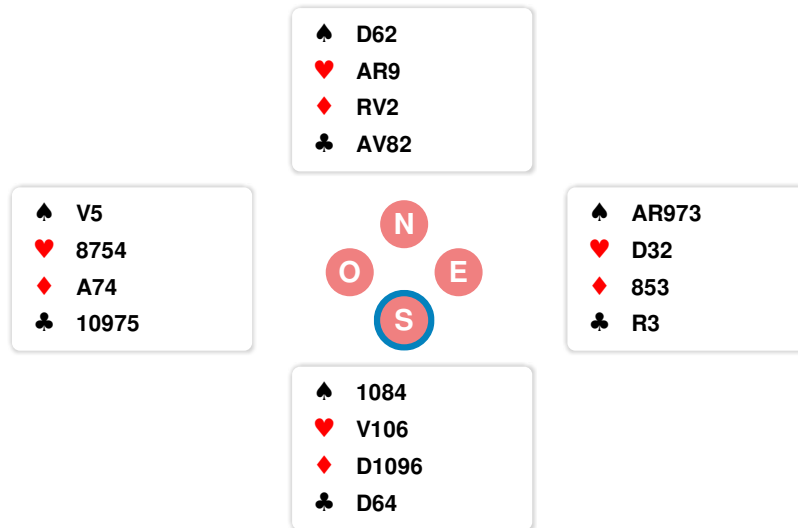 ♠ D62
♥ AR9
♦ RV2
♣ AV82
♠ V5
♥ 8754
♦ A74
♣ 10975
N
O E
S
♠ AR973
♥ D32
♦ 853
♣ R3
♠ 1084
♥ V106
♦ D1096
♣ D64